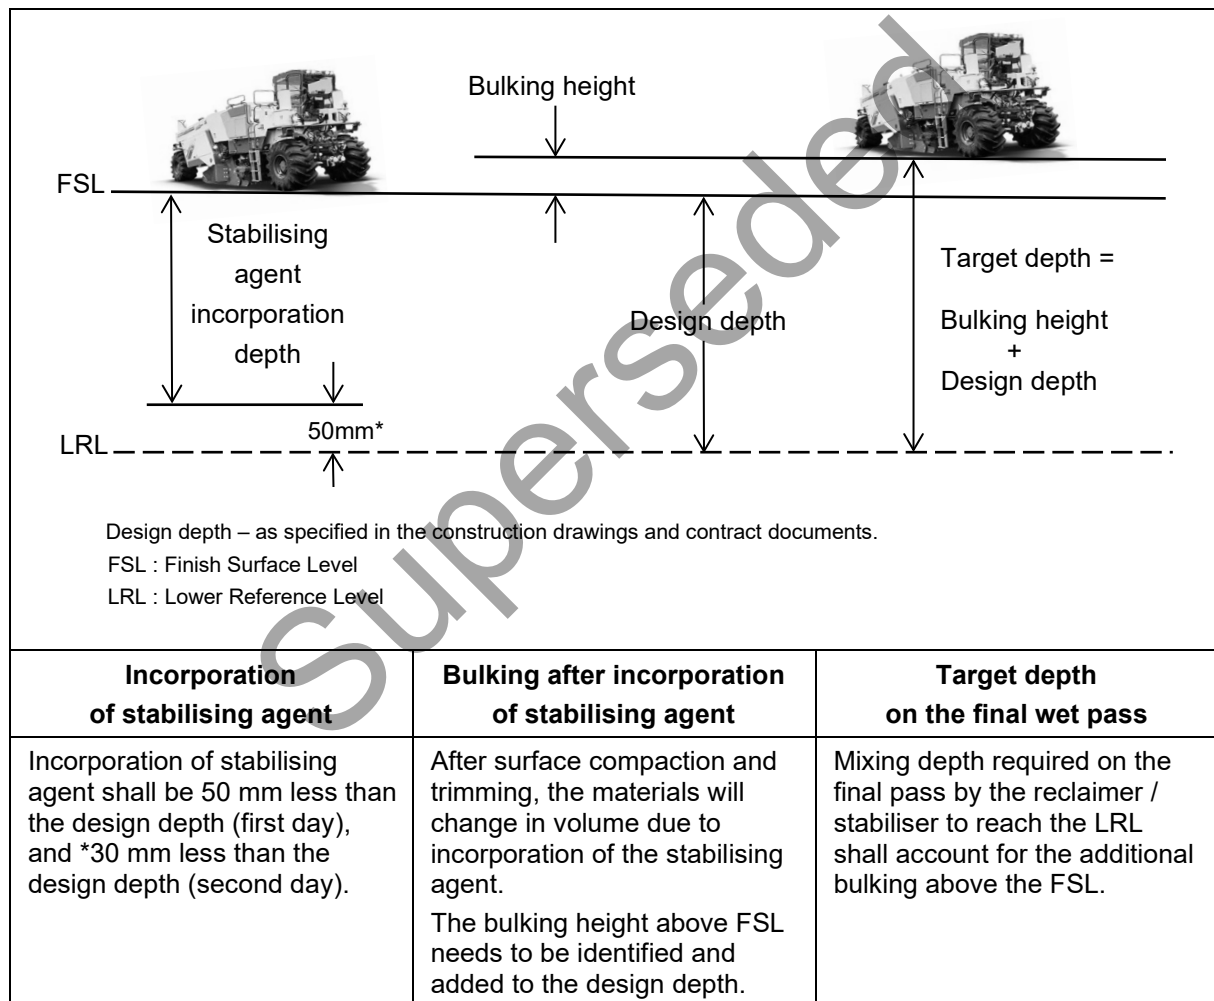 Bulking height
FSL
Stabilising
agent
incorporation
depth
Design depth
Target depth =
Bulking height
+
Design depth
50mm*
LRL
Design depth – as specified in the construction drawings and contract documents.
FSL : Finish Surface Level
LRL : Lower Reference Level
Superseded
Incorporation
of stabilising agent
Bulking after incorporation
of stabilising agent
Target depth
on the final wet pass
Incorporation of stabilising
agent shall be 50 mm less than
the design depth (first day),
and *30 mm less than the
design depth (second day).
After surface compaction and
trimming, the materials will
change in volume due to
incorporation of the stabilising
agent.
The bulking height above FSL
needs to be identified and
added to the design depth.
Mixing depth required on the
final pass by the reclaimer /
stabiliser to reach the LRL
shall account for the additional
bulking above the FSL.